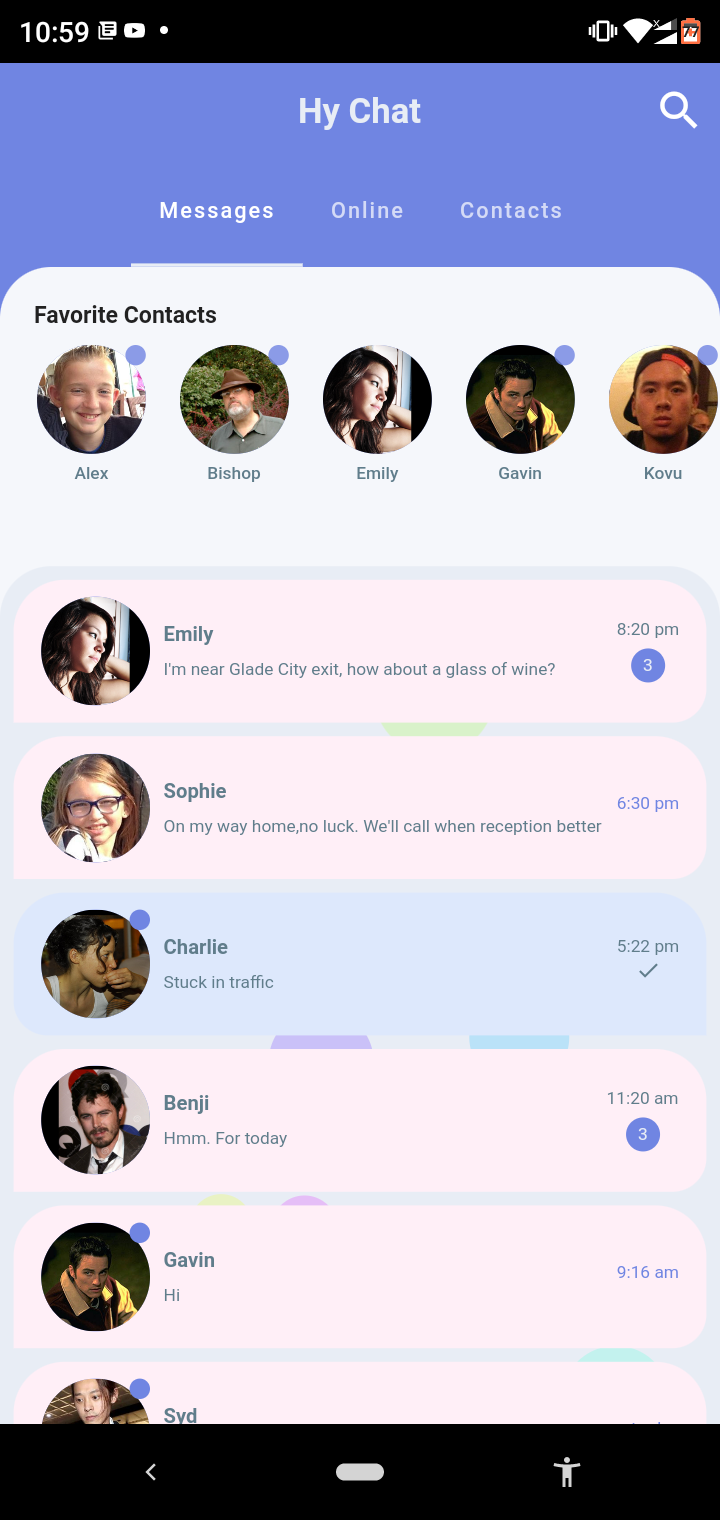 10:59
77
Hy Chat
Messages Online Contacts
Favorite Contacts
Alex Bishop Emily Gavin Kovu
Emily
8:20 pm
I'm near Glade City exit, how about a glass of wine?
3
Sophie
6:30 pm
On my way home,no luck. We'll call when reception better
Charlie
5:22 pm
Stuck in traffic
Benji
11:20 am
Hmm. For today
3
Gavin
9:16 am
Hi
Syd